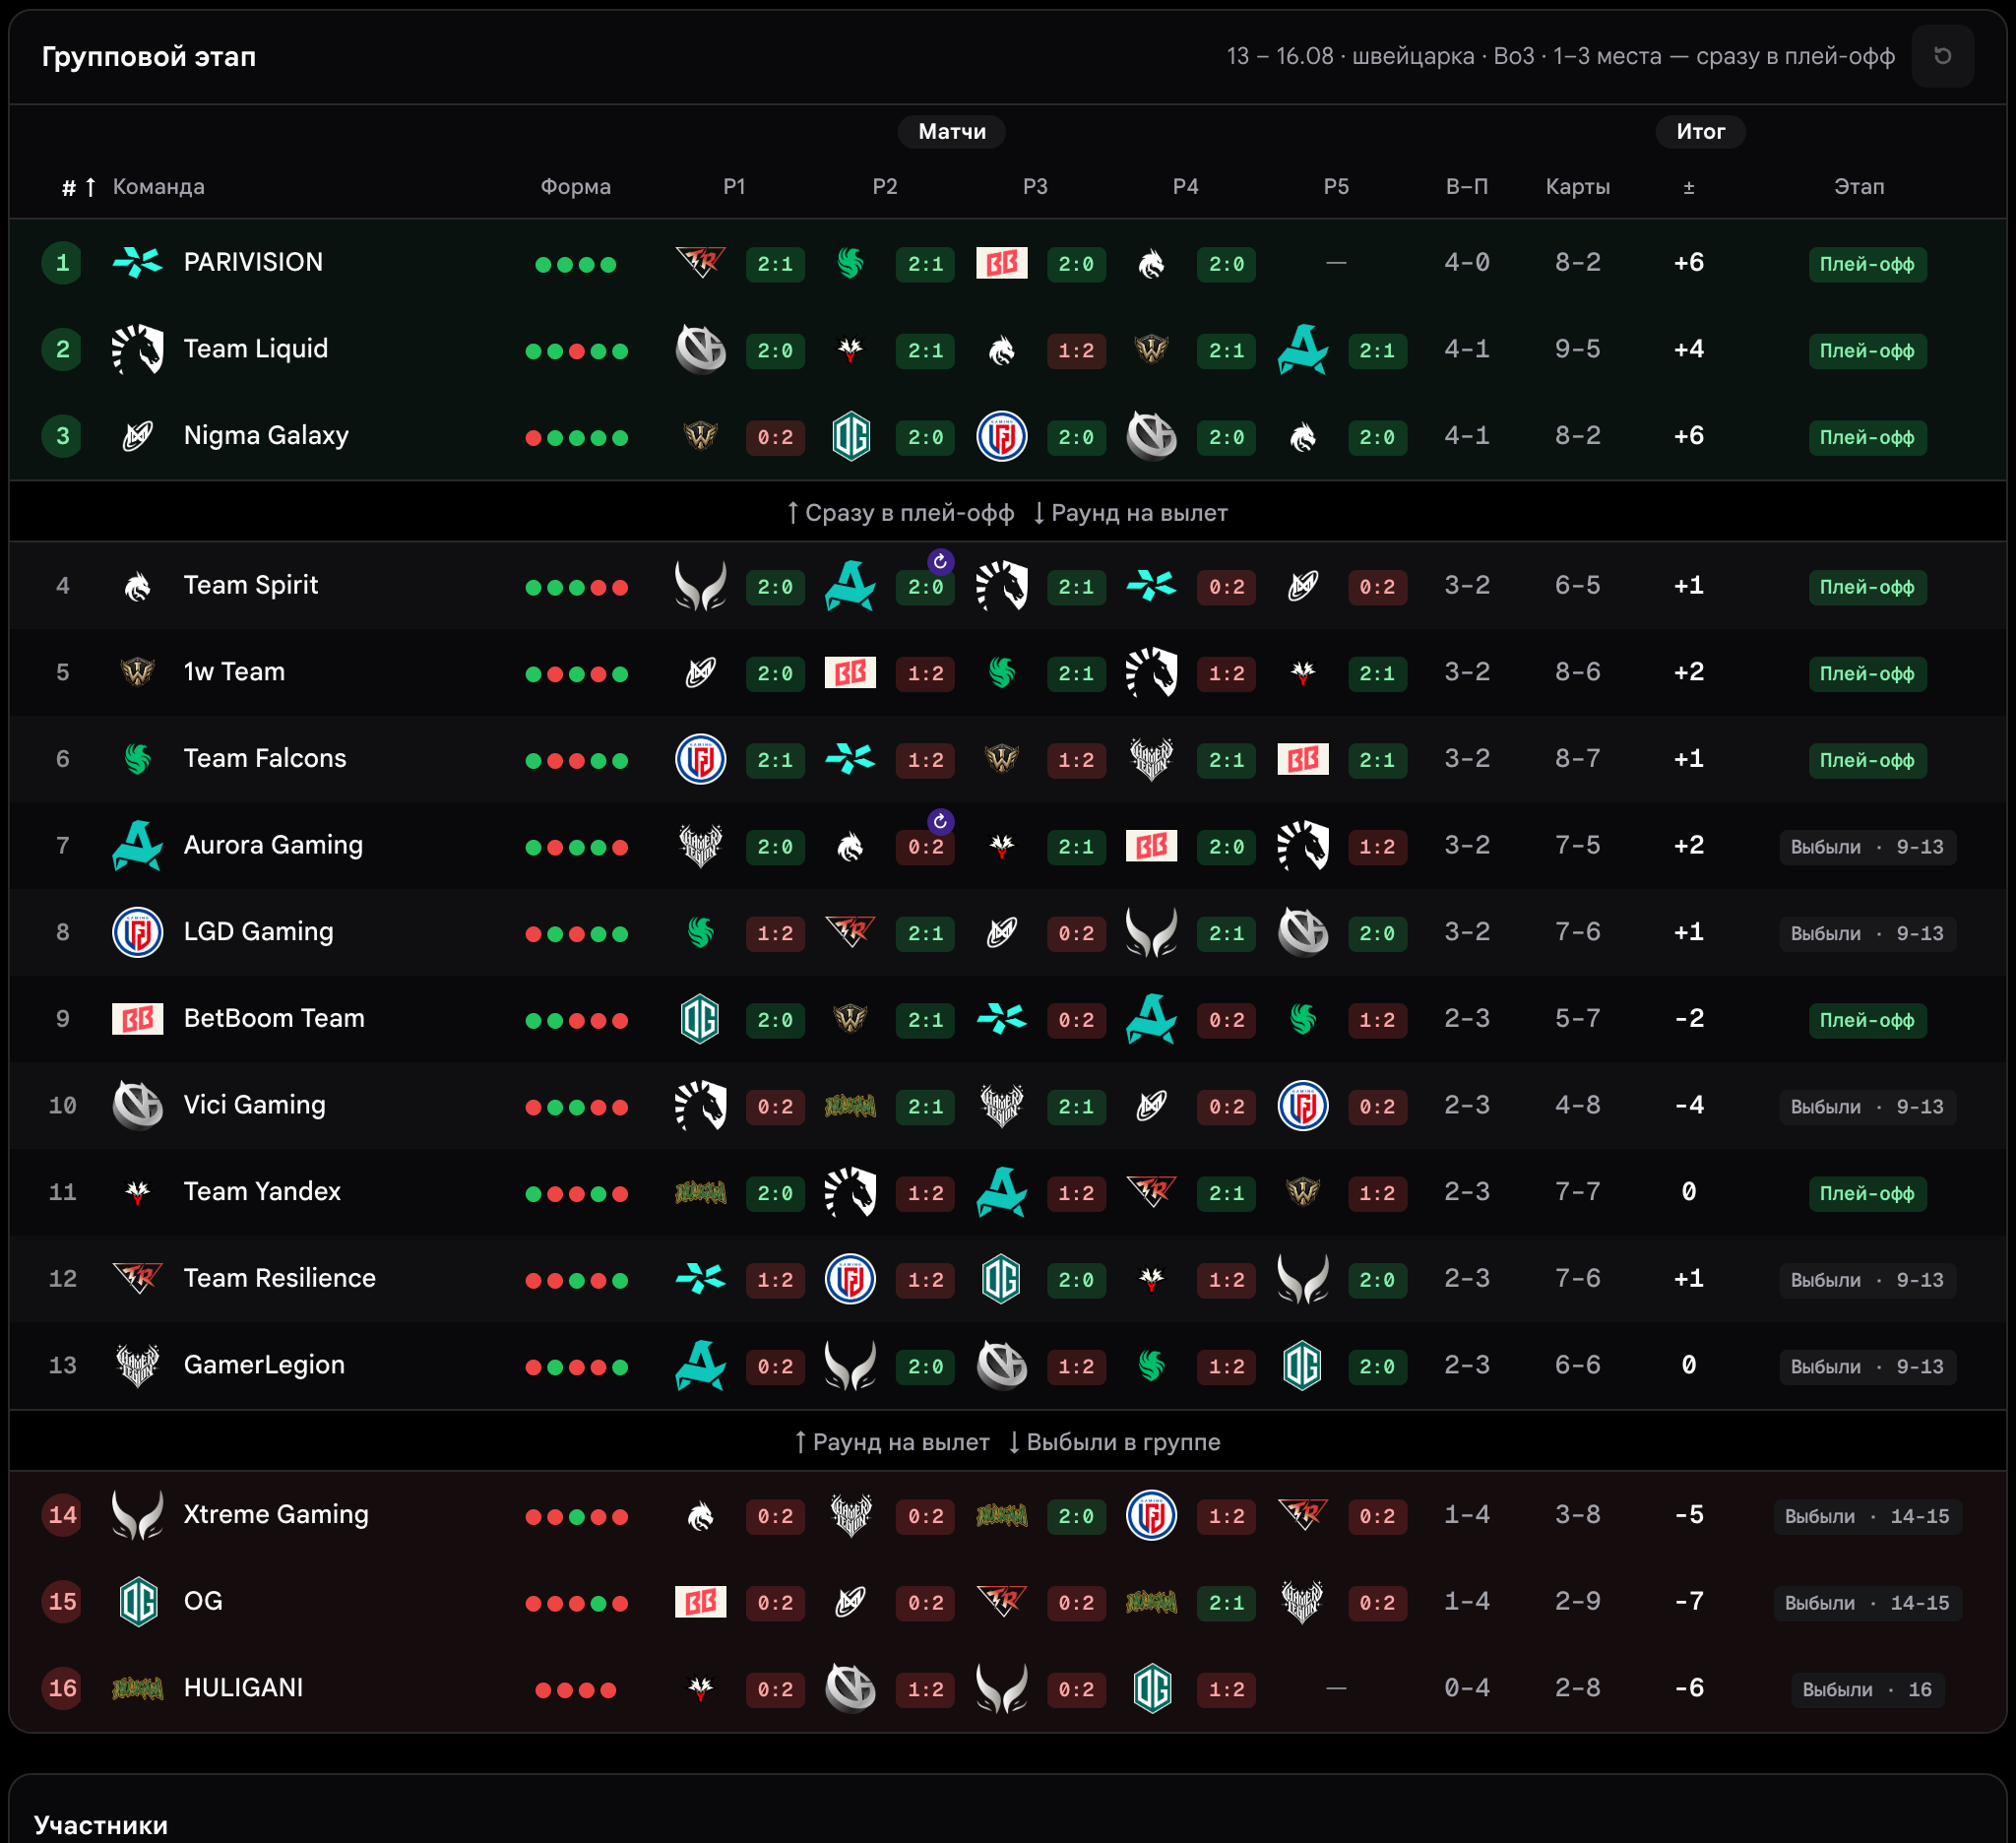 Групповой этап
13 – 16.08 · швейцарка · Bo3 · 1–3 места — сразу в плей-офф
Матчи Итог
# ↑ Команда Форма Р1 Р2 Р3 Р4 Р5 В–П Карты ± Этап
1 PARIVISION 2:1 2:1 2:0 2:0 — 4-0 8-2 +6 Плей-офф
2 Team Liquid 2:0 2:1 1:2 2:1 2:1 4-1 9-5 +4 Плей-офф
3 Nigma Galaxy 0:2 2:0 2:0 2:0 2:0 4-1 8-2 +6 Плей-офф
↑ Сразу в плей-офф ↓ Раунд на вылет
4 Team Spirit 2:0 2:0 2:1 0:2 0:2 3-2 6-5 +1 Плей-офф
5 1w Team 2:0 1:2 2:1 1:2 2:1 3-2 8-6 +2 Плей-офф
6 Team Falcons 2:1 1:2 1:2 2:1 2:1 3-2 8-7 +1 Плей-офф
7 Aurora Gaming 2:0 0:2 2:1 2:0 1:2 3-2 7-5 +2 Выбыли · 9-13
8 LGD Gaming 1:2 2:1 0:2 2:1 2:0 3-2 7-6 +1 Выбыли · 9-13
9 BetBoom Team 2:0 2:1 0:2 0:2 1:2 2-3 5-7 -2 Плей-офф
10 Vici Gaming 0:2 2:1 2:1 0:2 0:2 2-3 4-8 -4 Выбыли · 9-13
11 Team Yandex 2:0 1:2 1:2 2:1 1:2 2-3 7-7 0 Плей-офф
12 Team Resilience 1:2 1:2 2:0 1:2 2:0 2-3 7-6 +1 Выбыли · 9-13
13 GamerLegion 0:2 2:0 1:2 1:2 2:0 2-3 6-6 0 Выбыли · 9-13
↑ Раунд на вылет ↓ Выбыли в группе
14 Xtreme Gaming 0:2 0:2 2:0 1:2 0:2 1-4 3-8 -5 Выбыли · 14-15
15 OG 0:2 0:2 0:2 2:1 0:2 1-4 2-9 -7 Выбыли · 14-15
16 HULIGANI 0:2 1:2 0:2 1:2 — 0-4 2-8 -6 Выбыли · 16
Участники